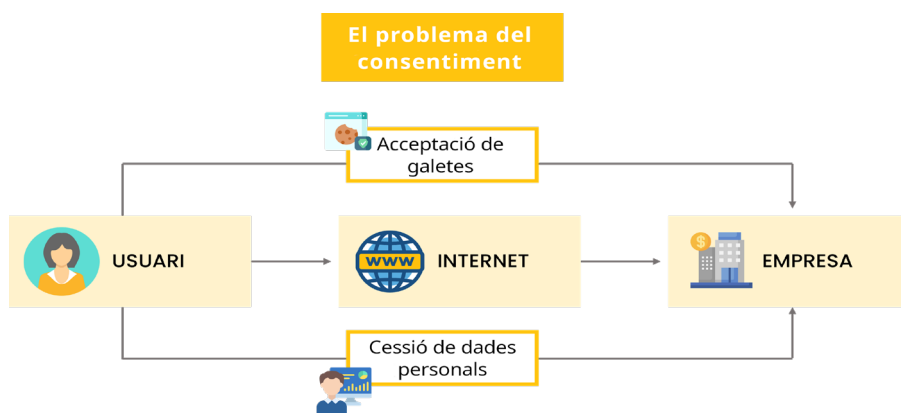 El problema del
consentiment
Acceptació de
galetes
USUARI
WWW
INTERNET
$
EMPRESA
Cessió de dades
personals